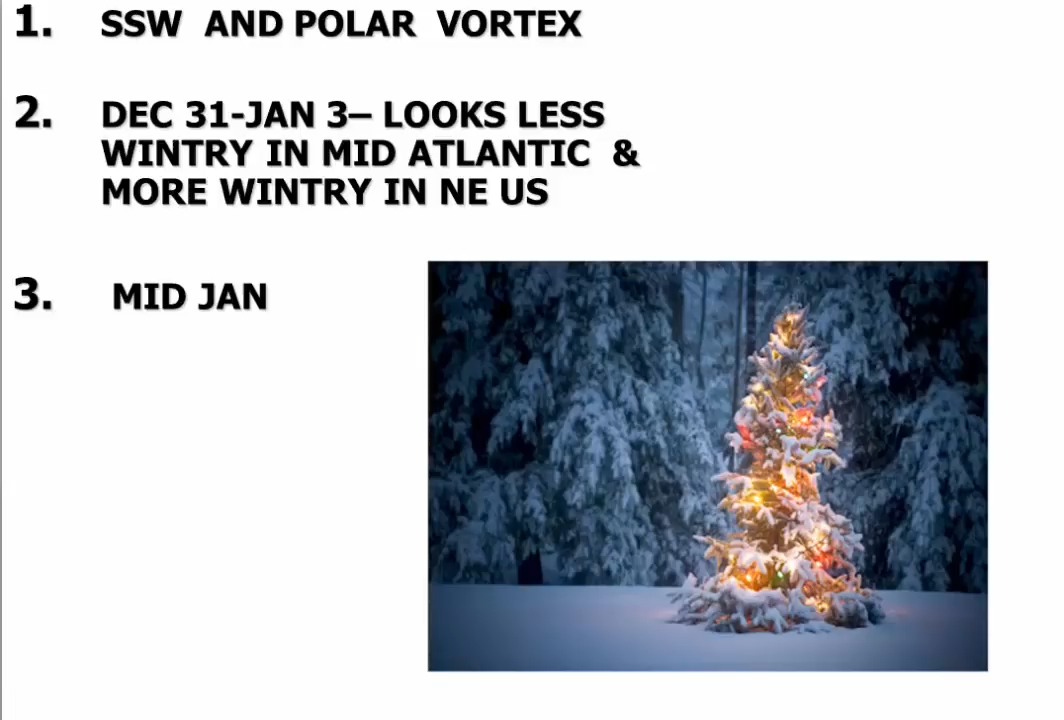 1. SSW AND POLAR VORTEX
2. DEC 31-JAN 3– LOOKS LESS
WINTRY IN MID ATLANTIC &
MORE WINTRY IN NE US
3. MID JAN